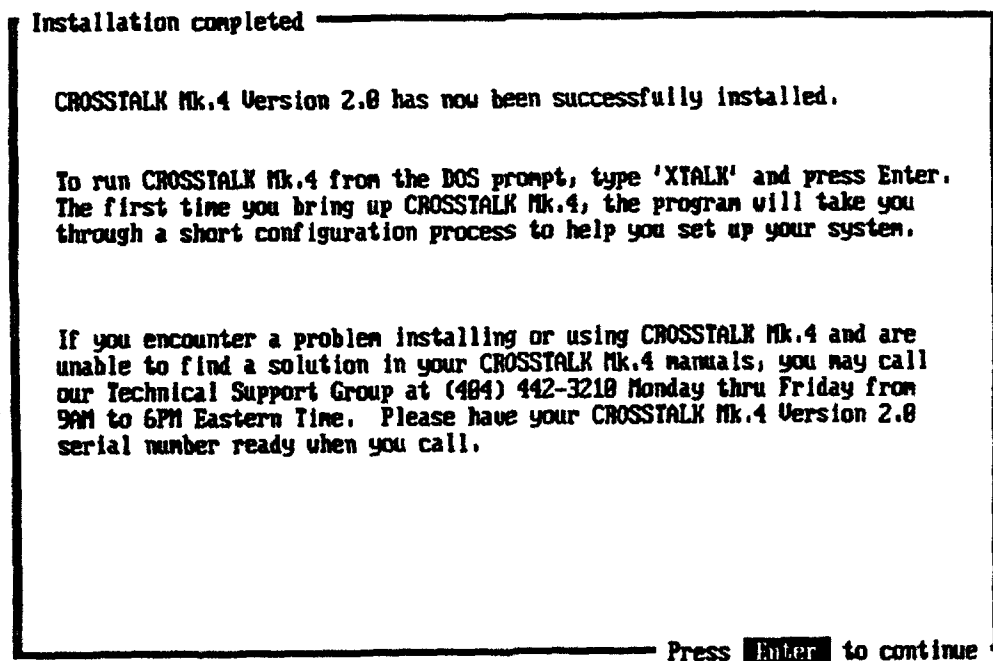 Installation completed
CROSSTALK Mk.4 Version 2.0 has now been successfully installed.
To run CROSSTALK Mk.4 from the DOS prompt, type 'XTALK' and press Enter.
The first time you bring up CROSSTALK Mk.4, the program will take you
through a short configuration process to help you set up your system.
If you encounter a problem installing or using CROSSTALK Mk.4 and are
unable to find a solution in your CROSSTALK Mk.4 manuals, you may call
our Technical Support Group at (404) 442-3210 Monday thru Friday from
9AM to 6PM Eastern Time.  Please have your CROSSTALK Mk.4 Version 2.0
serial number ready when you call.
Press Enter to continue